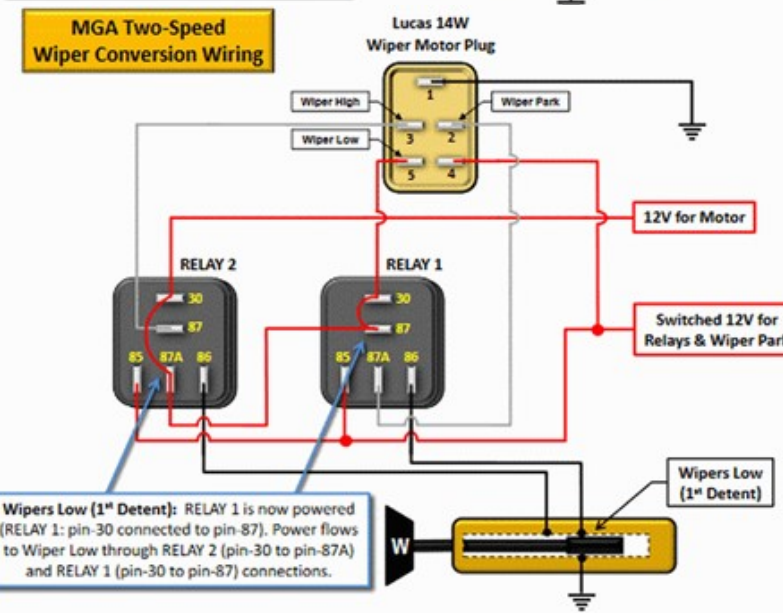 MGA Two-Speed
Wiper Conversion Wiring
Lucas 14W
Wiper Motor Plug
1
Wiper High
Wiper Park
3
2
Wiper Low
5
4
12V for Motor
RELAY 2
RELAY 1
30
30
87
87
Switched 12V for
Relays & Wiper Park
85
87A
86
85
87A
86
Wipers Low
(1st Detent)
Wipers Low (1st Detent): RELAY 1 is now powered
(RELAY 1: pin-30 connected to pin-87). Power flows
to Wiper Low through RELAY 2 (pin-30 to pin-87A)
and RELAY 1 (pin-30 to pin-87) connections.
W